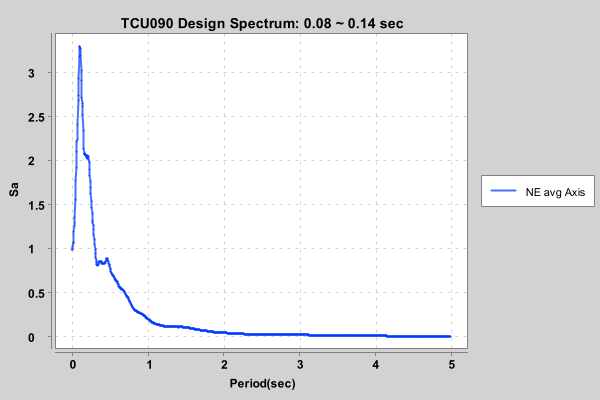 TCU090 Design Spectrum: 0.08 ~ 0.14 sec
3
2.5
2
1.5
1
0.5
0
Sa
0 1 2 3 4 5
Period(sec)
NE avg Axis